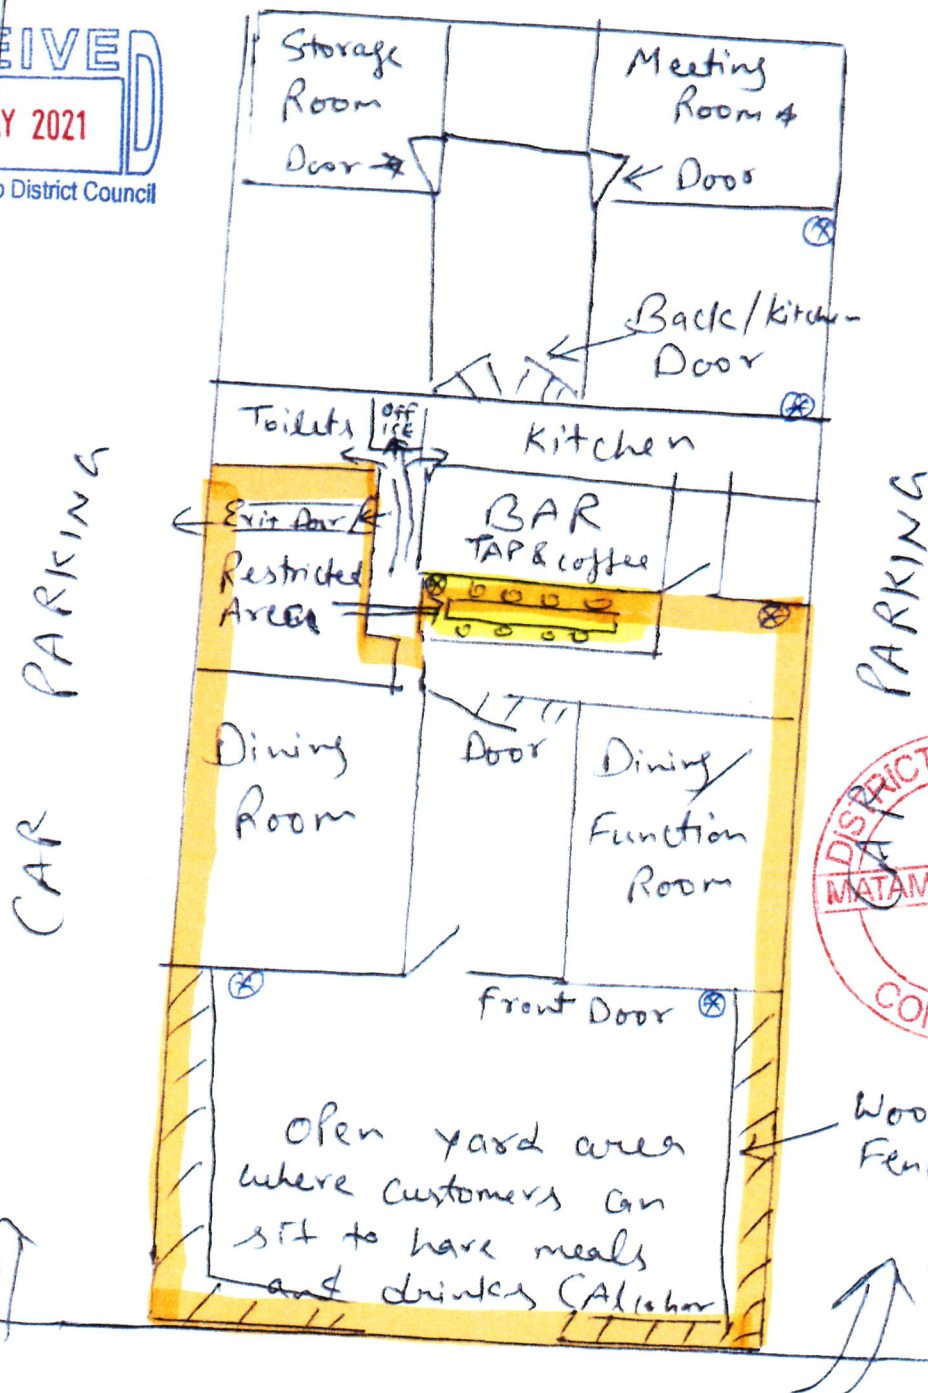 EIVED
Y 2021
District Council
Storage
Room
Door
Meeting
Room
Door
Back/Kitchen
Door
Toilets
Off
ICE
Kitchen
Exit Door
BAR
TAP & coffee
Restricted
Area
CAR PARKING
CAR PARKING
Dining
Room
Door
Dining/
Function
Room
DISTRICT
MATAM
CO
Front Door
Woo
Fen
Open yard area
where customers can
sit to have meals
and drinks (Alcohol